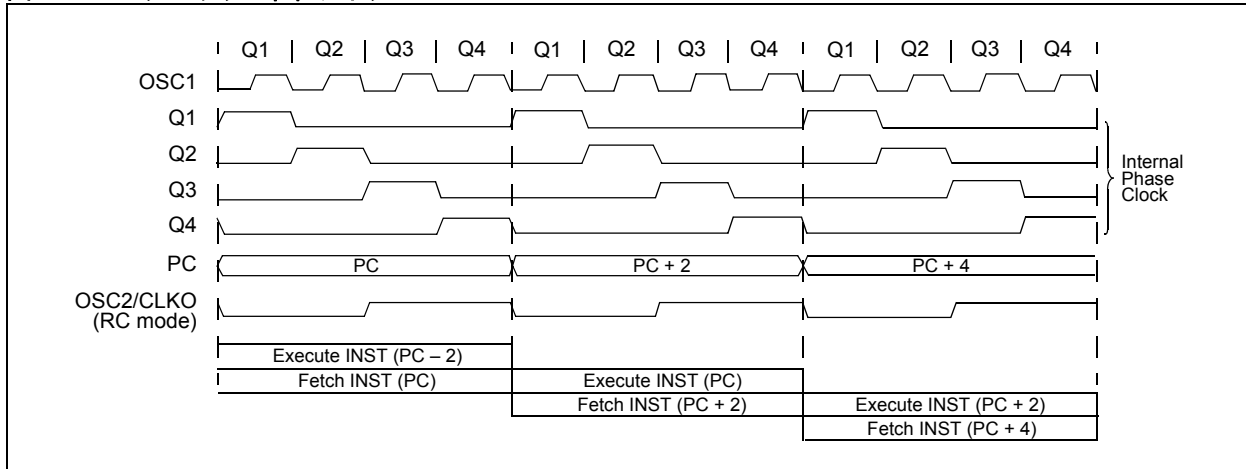 Q1 Q2 Q3 Q4 Q1 Q2 Q3 Q4 Q1 Q2 Q3 Q4
OSC1
Q1
Q2
Q3
Q4
Internal
Phase
Clock
PC PC PC + 2 PC + 4
OSC2/CLKO
(RC mode)
Execute INST (PC – 2)
Fetch INST (PC) Execute INST (PC)
Fetch INST (PC + 2) Execute INST (PC + 2)
Fetch INST (PC + 4)